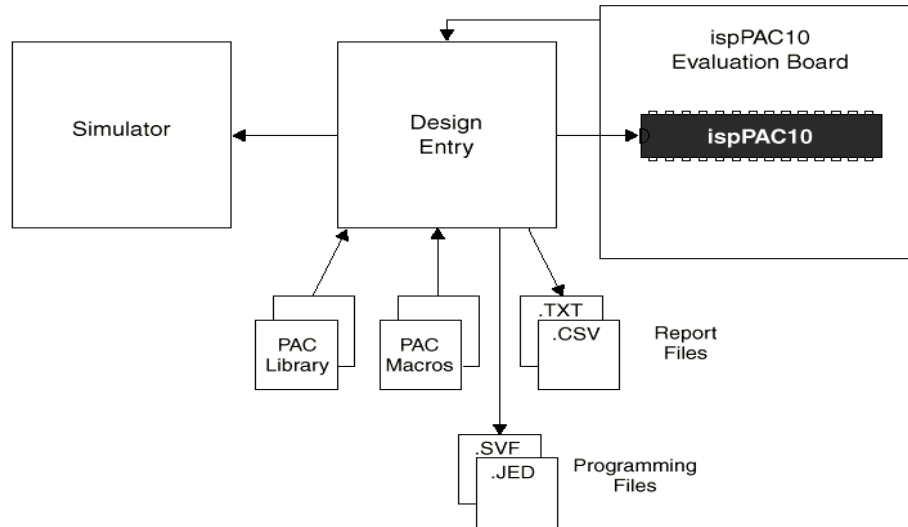 Simulator
Design
Entry
ispPAC10
Evaluation Board
ispPAC10
PAC
Library
PAC
Macros
.TXT
.CSV
Report
Files
.SVF
.JED
Programming
Files